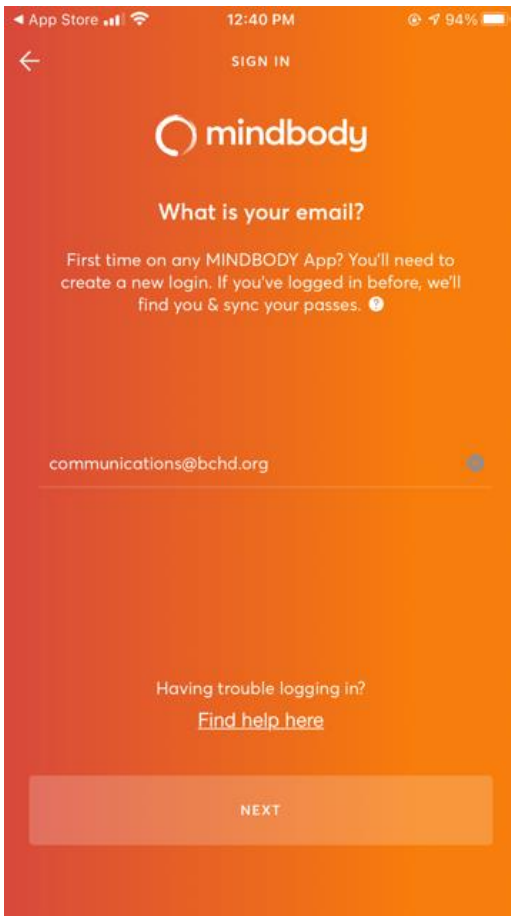 App Store 12:40 PM 94%
SIGN IN
mindbody
What is your email?
First time on any MINDBODY App? You'll need to
create a new login. If you've logged in before, we'll
find you & sync your passes. ?
communications@bchd.org
Having trouble logging in?
Find help here
NEXT